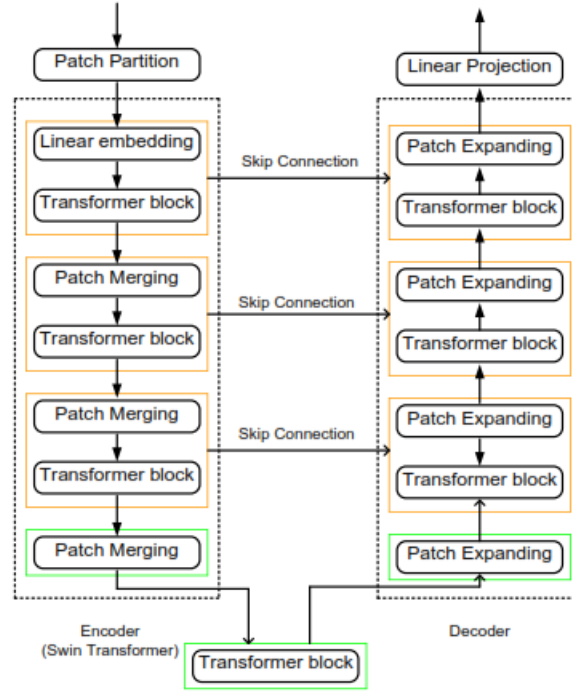 Patch Partition
Linear embedding
Transformer block
Patch Merging
Transformer block
Patch Merging
Transformer block
Patch Merging
Encoder
(Swin Transformer)
Skip Connection
Skip Connection
Skip Connection
Transformer block
Linear Projection
Patch Expanding
Transformer block
Patch Expanding
Transformer block
Patch Expanding
Transformer block
Patch Expanding
Decoder